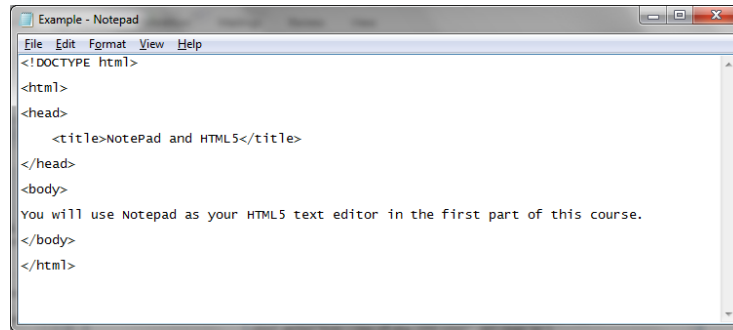 Example - Notepad
File Edit Format View Help
<!DOCTYPE html>
<html>
<head>
    <title>NotePad and HTML5</title>
</head>
<body>
You will use Notepad as your HTML5 text editor in the first part of this course.
</body>
</html>